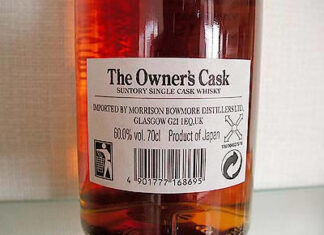 The Owner's Cask
SUNTORY SINGLE CASK WHISKY
IMPORTED BY MORRISON BOWMORE DISTILLERS LTD.
GLASGOW G21 1EQ,UK
60.0% vol. 70cl Product of Japan
4 901777 168695